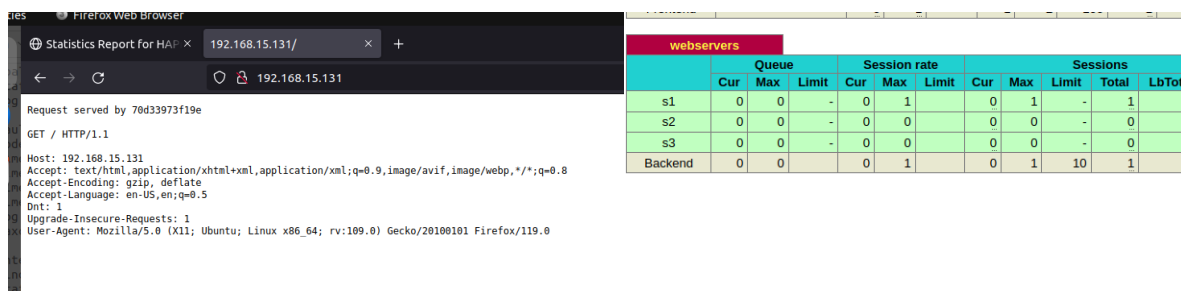 Firefox Web Browser
Statistics Report for HAP × 192.168.15.131/ × +
192.168.15.131
Request served by 70d33973f19e
GET / HTTP/1.1
Host: 192.168.15.131
Accept: text/html,application/xhtml+xml,application/xml;q=0.9,image/avif,image/webp,*/*;q=0.8
Accept-Encoding: gzip, deflate
Accept-Language: en-US,en;q=0.5
Dnt: 1
Upgrade-Insecure-Requests: 1
User-Agent: Mozilla/5.0 (X11; Ubuntu; Linux x86_64; rv:109.0) Gecko/20100101 Firefox/119.0
webservers
Queue Session rate Sessions
Cur Max Limit Cur Max Limit Cur Max Limit Total LbTot
s1 0 0 - 0 1 0 1 - 1
s2 0 0 - 0 0 0 0 - 0
s3 0 0 - 0 0 0 0 - 0
Backend 0 0 0 1 0 1 10 1